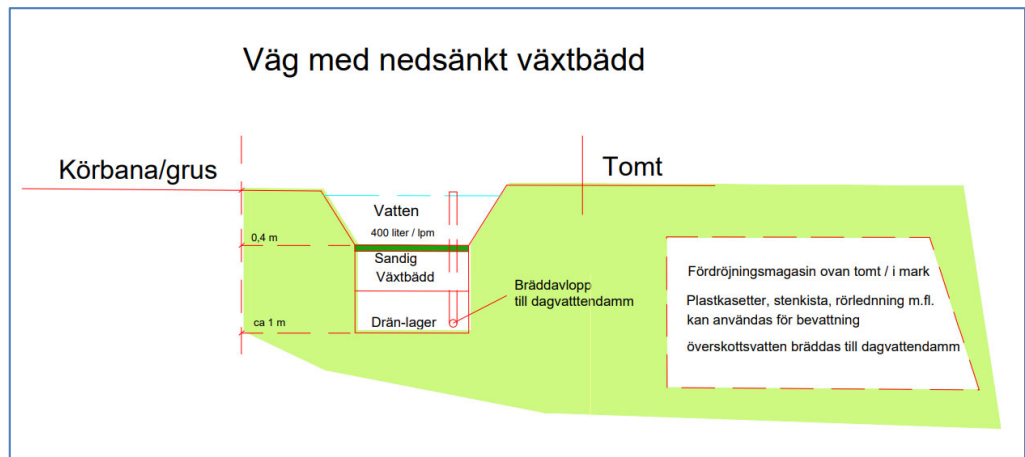 Väg med nedsänkt växtbädd
Körbana/grus
Tomt
Vatten
400 liter / lpm
0,4 m
Sandig
Växtbädd
Bräddavlopp
till dagvatttendamm
Drän-lager
ca 1 m
Fördröjningsmagasin ovan tomt / i mark
Plastkasetter, stenkista, rörlednning m.fl.
kan användas för bevattning
överskottsvatten bräddas till dagvattendamm